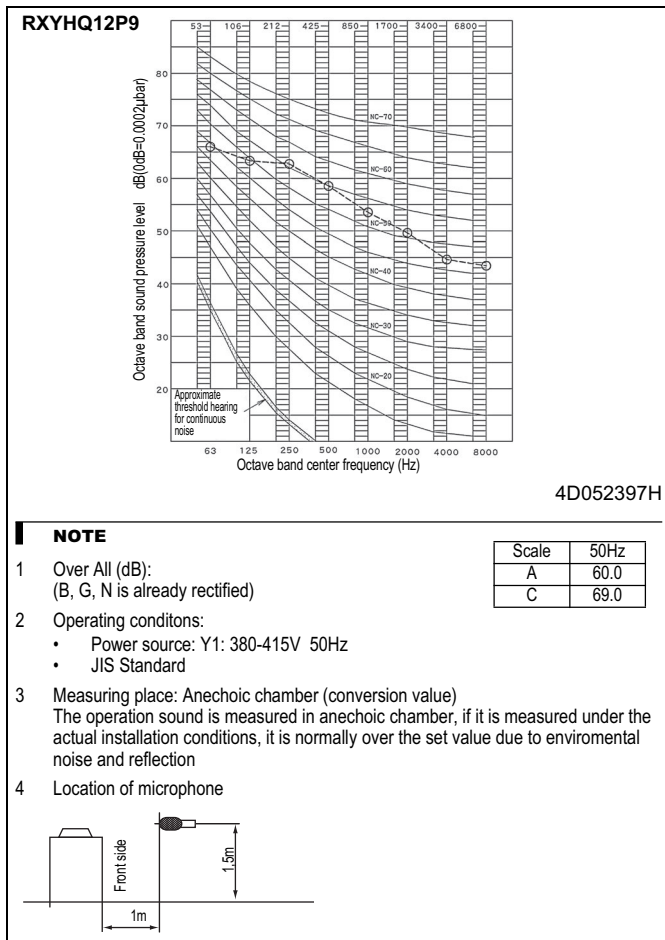 RXYHQ12P9
53 106 212 425 850 1700 3400 6800
Octave band sound pressure level dB(0dB=0.0002µbar)
80
70
60
50
40
30
20
NC-70
NC-60
NC-50
NC-40
NC-30
NC-20
Approximate
threshold hearing
for continuous
noise
63 125 250 500 1000 2000 4000 8000
Octave band center frequency (Hz)
4D052397H
NOTE
1 Over All (dB):
(B, G, N is already rectified)
Scale 50Hz
A 60.0
C 69.0
2 Operating conditons:
• Power source: Y1: 380-415V 50Hz
• JIS Standard
3 Measuring place: Anechoic chamber (conversion value)
The operation sound is measured in anechoic chamber, if it is measured under the
actual installation conditions, it is normally over the set value due to enviromental
noise and reflection
4 Location of microphone
Front side
1,5m
1m